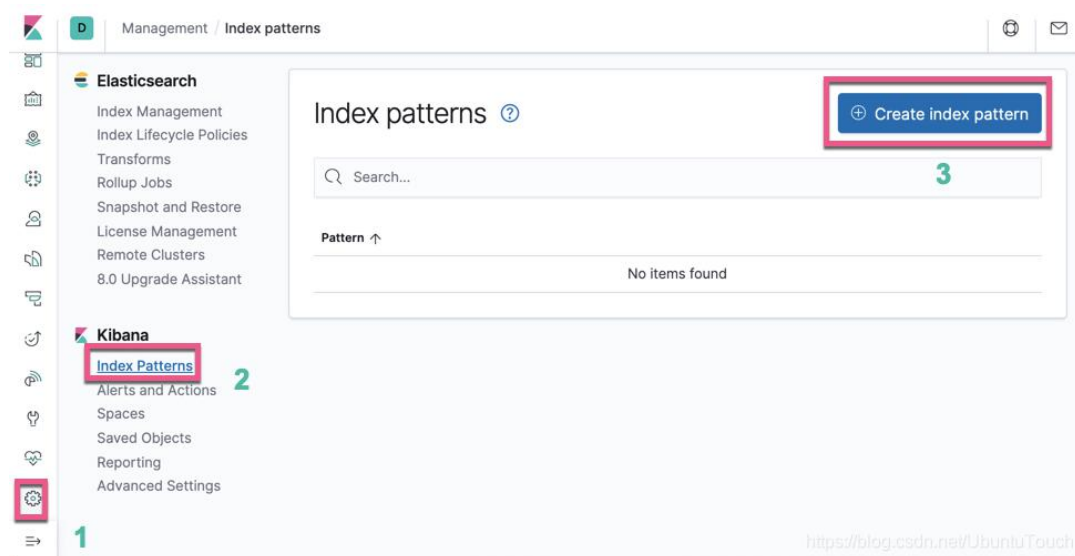 D Management / Index patterns
Elasticsearch
Index Management
Index Lifecycle Policies
Transforms
Rollup Jobs
Snapshot and Restore
License Management
Remote Clusters
8.0 Upgrade Assistant
Kibana
Index Patterns
2
Alerts and Actions
Spaces
Saved Objects
Reporting
Advanced Settings
1
Index patterns ?
Create index pattern
3
Search...
Pattern ↑
No items found
https://blog.csdn.net/UbuntuTouch